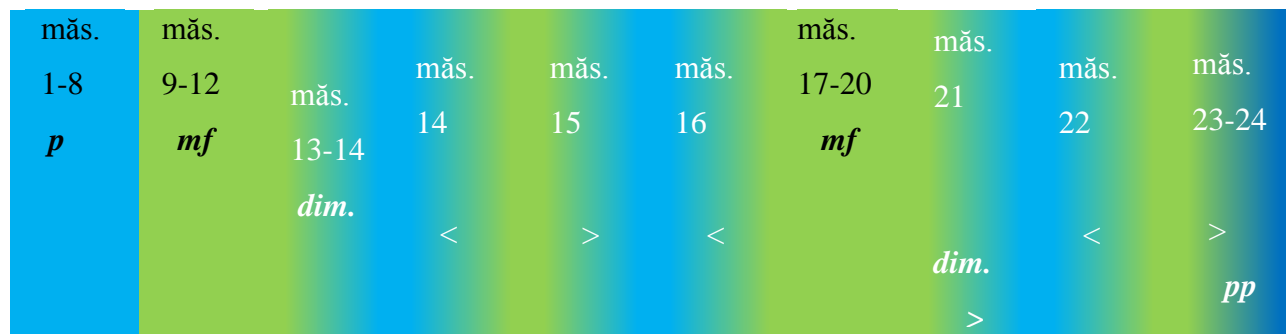 măs.
1-8
p
măs.
9-12
mf
măs.
13-14
dim.
măs.
14
<
măs.
15
>
măs.
16
<
măs.
17-20
mf
măs.
21
dim.
>
măs.
22
<
măs.
23-24
>
pp